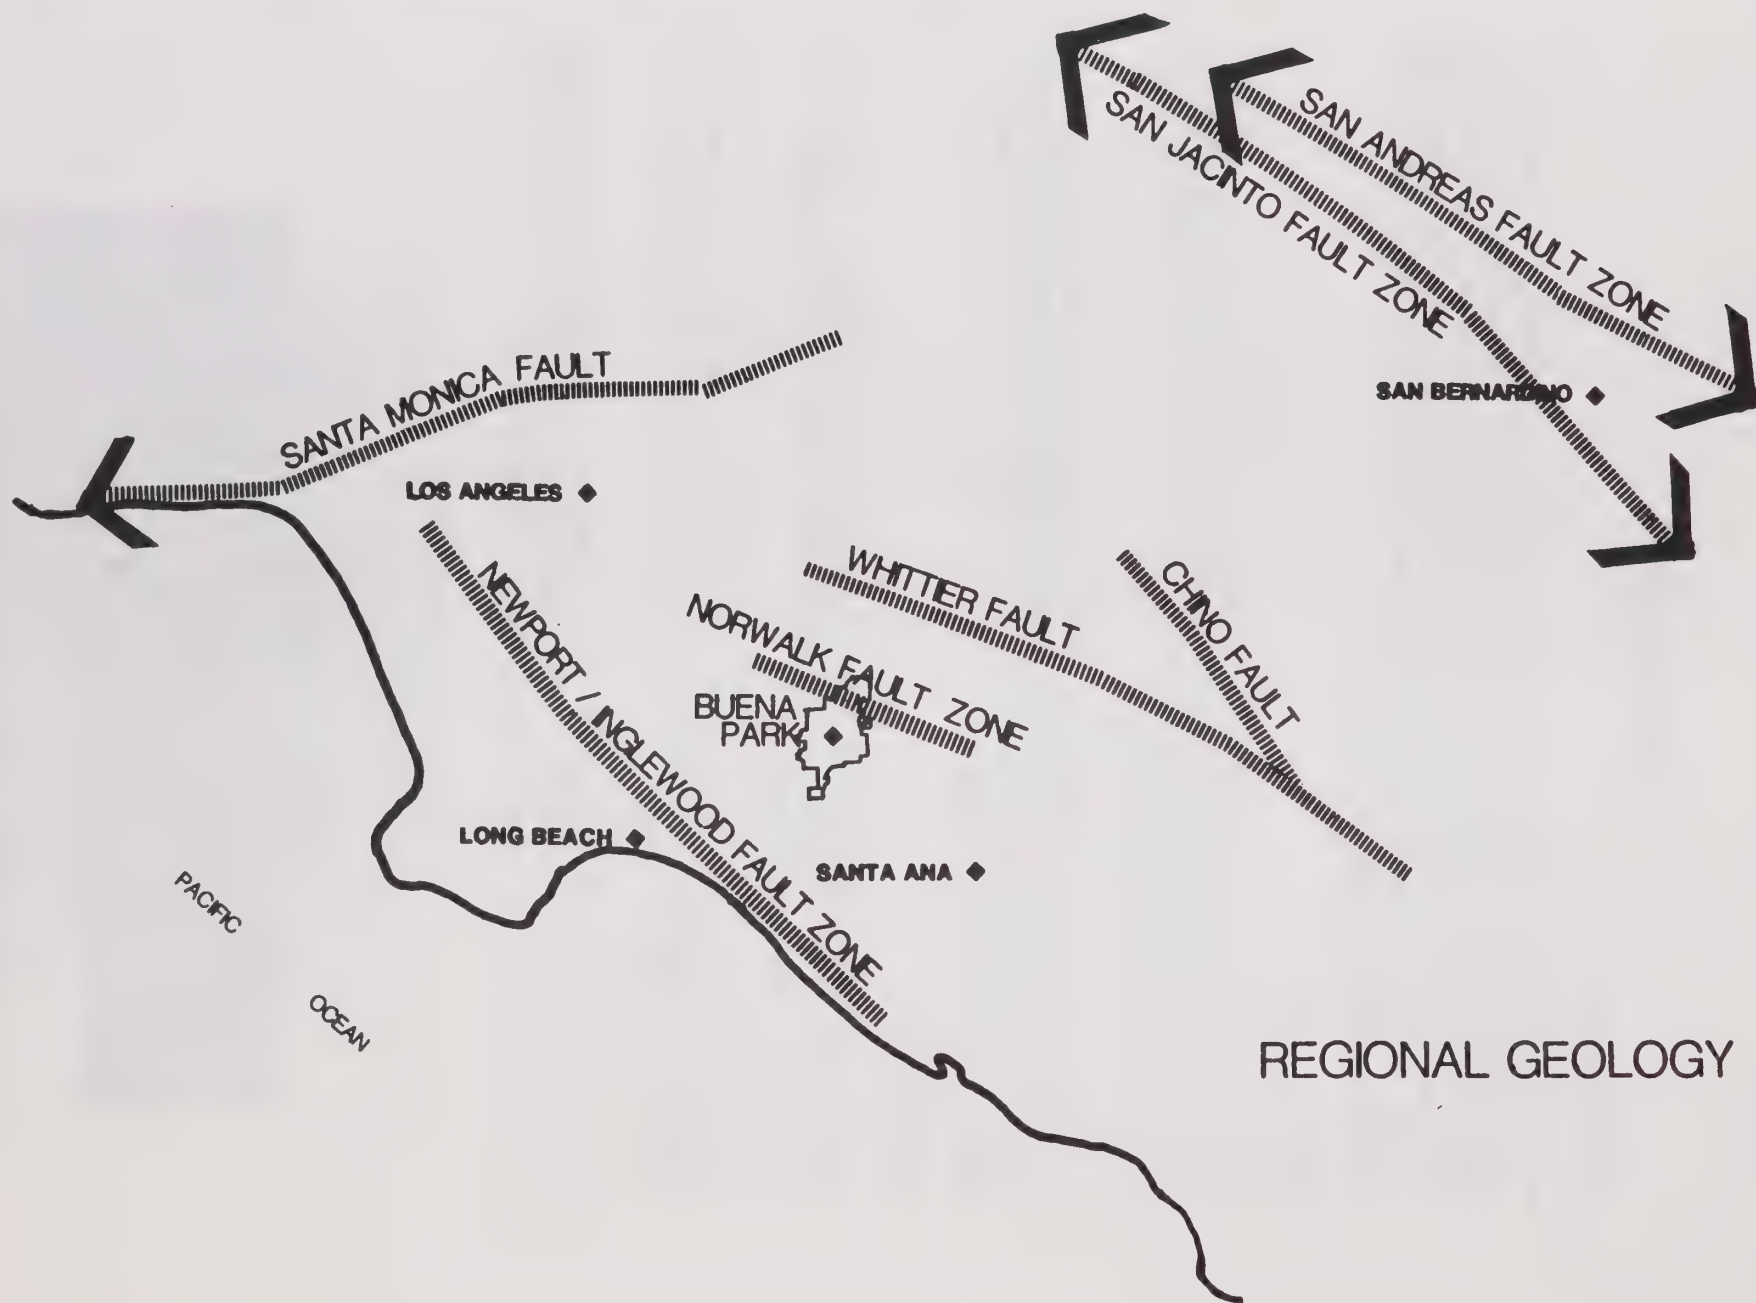 SAN ANDREAS FAULT ZONE
SAN JACINTO FAULT ZONE
SANTA MONICA FAULT
SAN BERNARDINO
LOS ANGELES
WHITTIER FAULT
CHINO FAULT
NORWALK FAULT ZONE
NEWPORT / INGLEWOOD FAULT ZONE
BUENA
PARK
LONG BEACH
SANTA ANA
PACIFIC
OCEAN
REGIONAL GEOLOGY